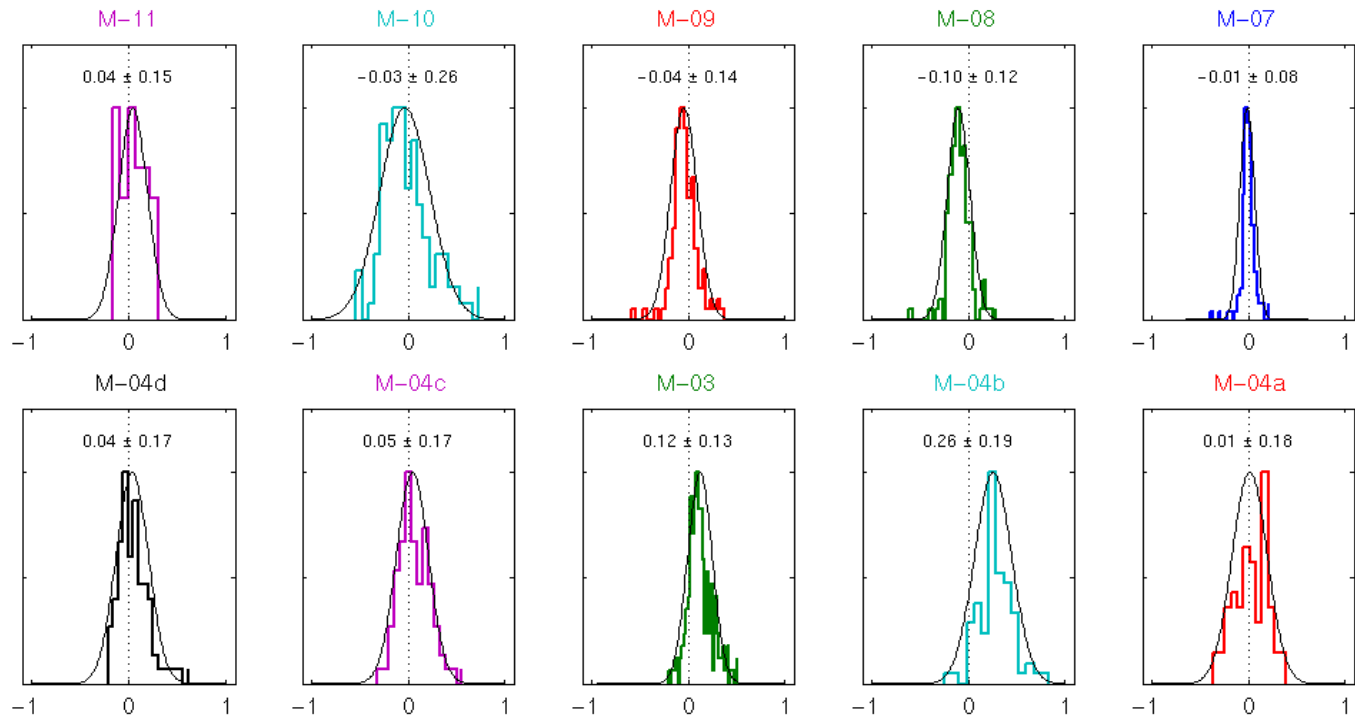 M-11 M-10 M-09 M-08 M-07
0.04 ± 0.15 -0.03 ± 0.26 -0.04 ± 0.14 -0.10 ± 0.12 -0.01 ± 0.08
-1 0 1 -1 0 1 -1 0 1 -1 0 1 -1 0 1
M-04d M-04c M-03 M-04b M-04a
0.04 ± 0.17 0.05 ± 0.17 0.12 ± 0.13 0.26 ± 0.19 0.01 ± 0.18
-1 0 1 -1 0 1 -1 0 1 -1 0 1 -1 0 1